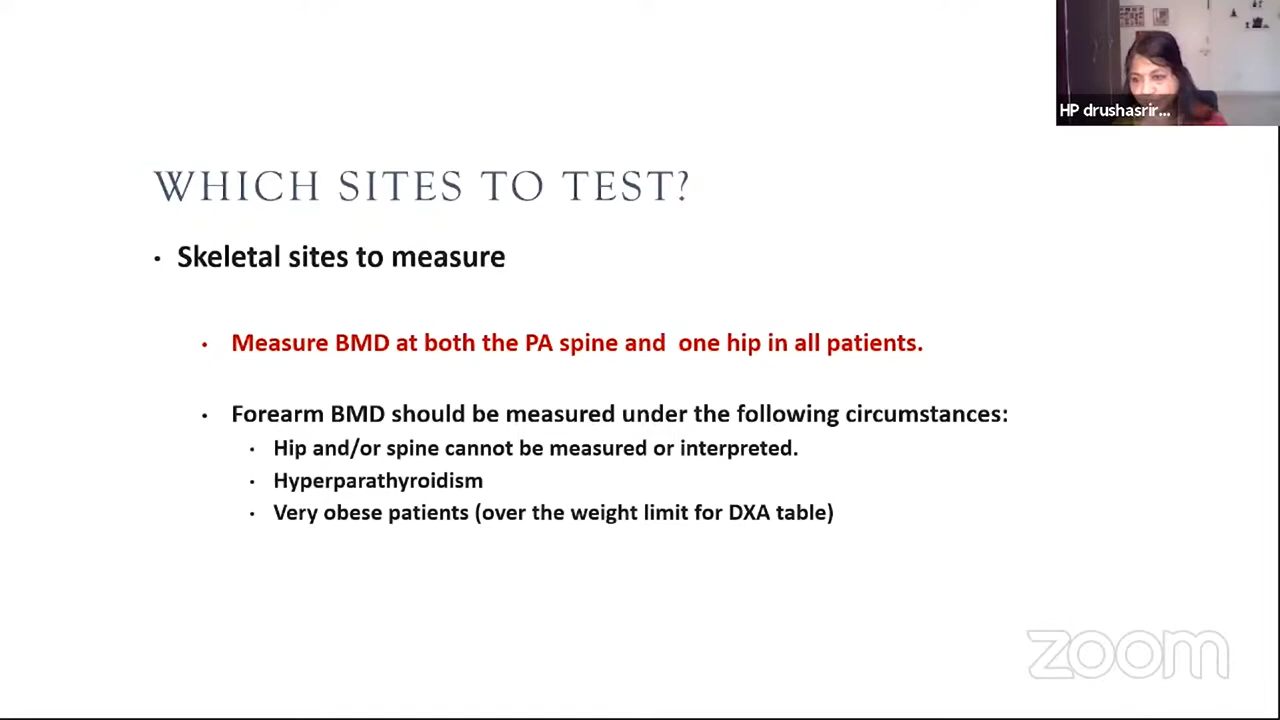 HP drushasrir...
WHICH SITES TO TEST?
• Skeletal sites to measure
• Measure BMD at both the PA spine and one hip in all patients.
• Forearm BMD should be measured under the following circumstances:
• Hip and/or spine cannot be measured or interpreted.
• Hyperparathyroidism
• Very obese patients (over the weight limit for DXA table)
zoom